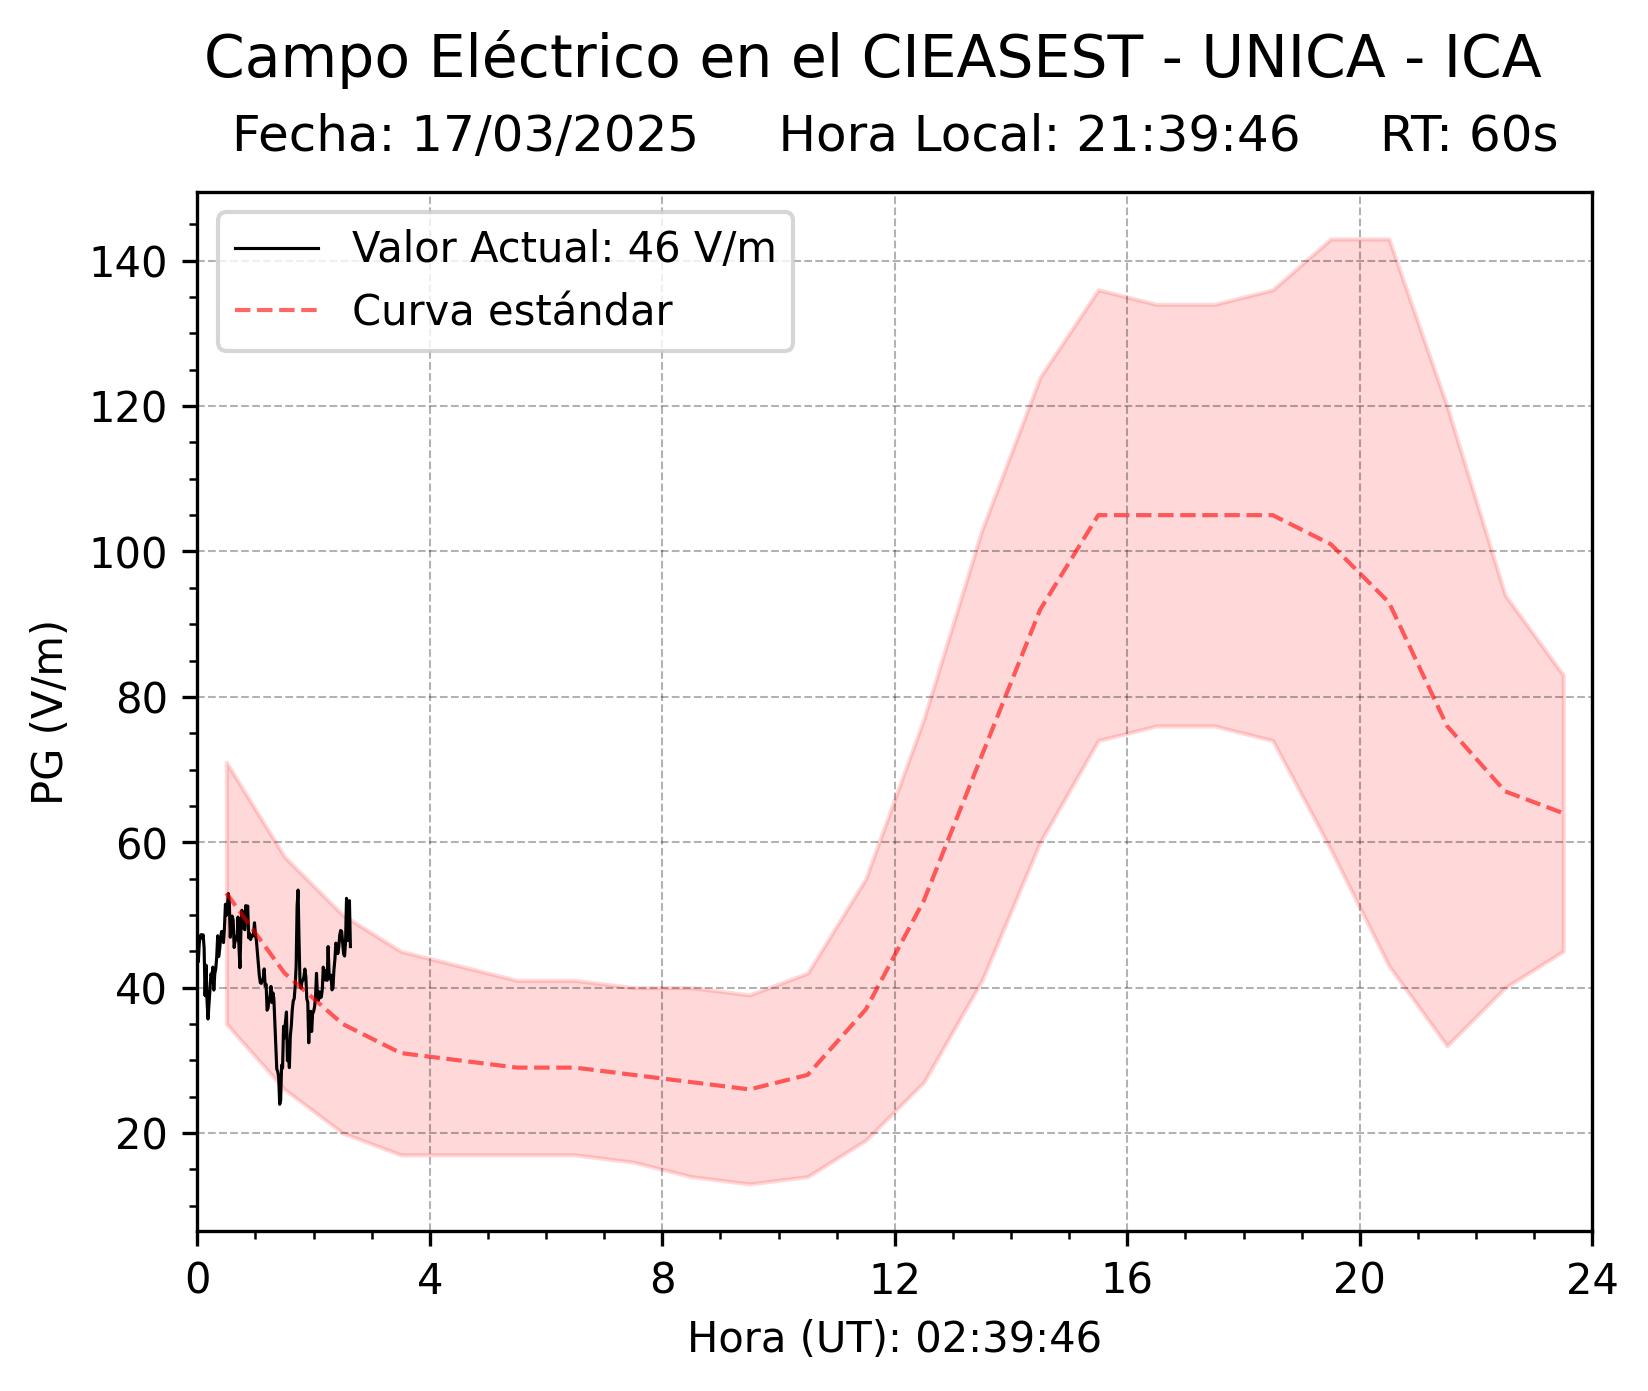 Campo Eléctrico en el CIEASEST - UNICA - ICA
Fecha: 17/03/2025 Hora Local: 21:39:46 RT: 60s
Valor Actual: 46 V/m
Curva estándar
140
120
100
80
60
40
20
PG (V/m)
0 4 8 12 16 20 24
Hora (UT): 02:39:46